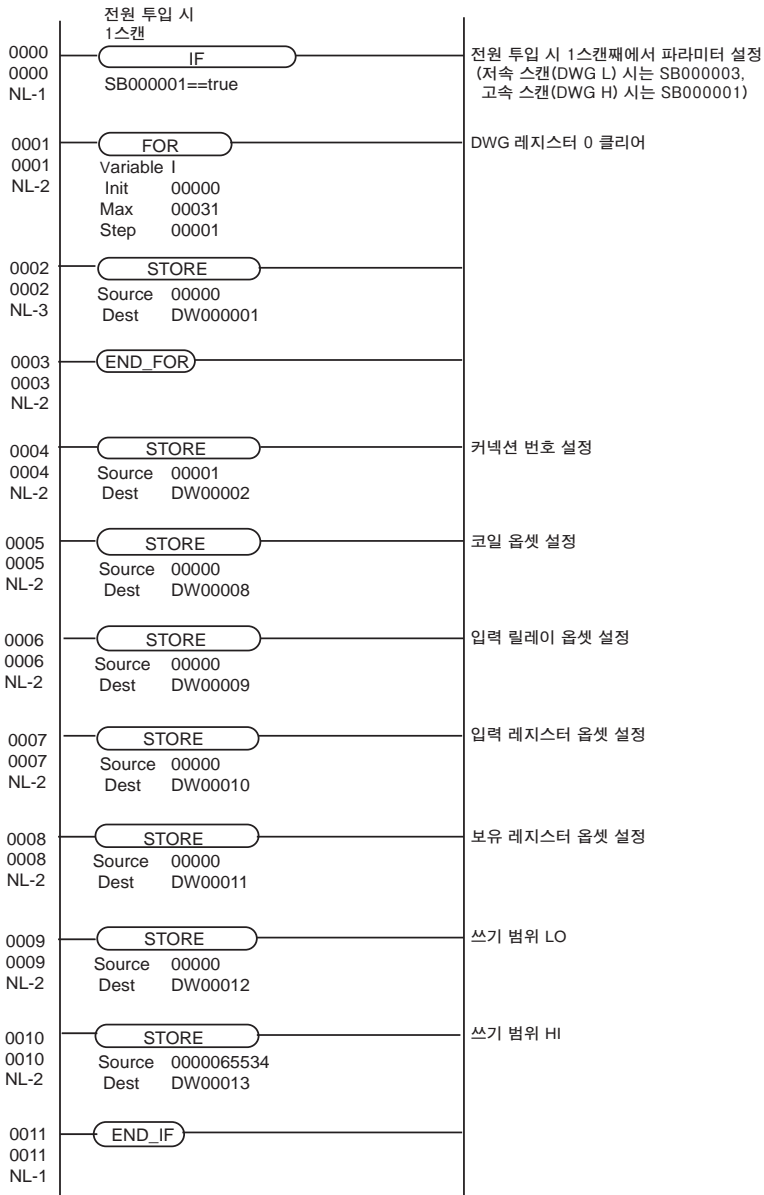 전원 투입 시
1스캔
0000
0000
NL-1
IF
SB000001==true
전원 투입 시 1스캔째에서 파라미터 설정
(저속 스캔(DWG L) 시는 SB000003,
고속 스캔(DWG H) 시는 SB000001)
0001
0001
NL-2
FOR
Variable I
Init 00000
Max 00031
Step 00001
DWG 레지스터 0 클리어
0002
0002
NL-3
STORE
Source 00000
Dest DW000001
0003
0003
NL-2
END_FOR
0004
0004
NL-2
STORE
Source 00001
Dest DW00002
커넥션 번호 설정
0005
0005
NL-2
STORE
Source 00000
Dest DW00008
코일 옵셋 설정
0006
0006
NL-2
STORE
Source 00000
Dest DW00009
입력 릴레이 옵셋 설정
0007
0007
NL-2
STORE
Source 00000
Dest DW00010
입력 레지스터 옵셋 설정
0008
0008
NL-2
STORE
Source 00000
Dest DW00011
보유 레지스터 옵셋 설정
0009
0009
NL-2
STORE
Source 00000
Dest DW00012
쓰기 범위 LO
0010
0010
NL-2
STORE
Source 0000065534
Dest DW00013
쓰기 범위 HI
0011
0011
NL-1
END_IF